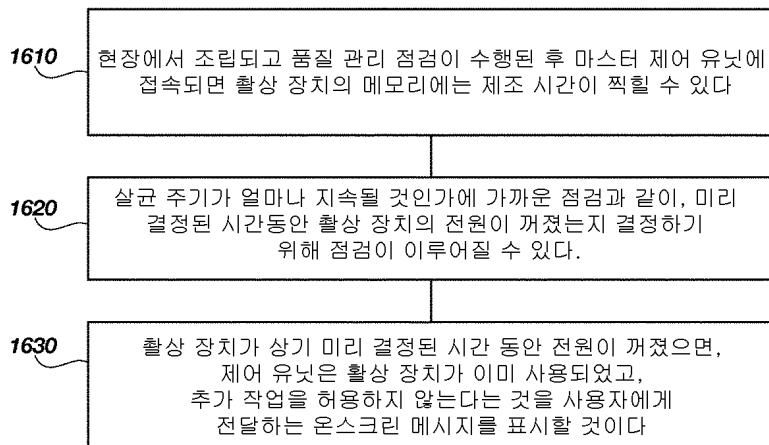 1610
현장에서 조립되고 품질 관리 점검이 수행된 후 마스터 제어 유닛에
접속되면 촬상 장치의 메모리에는 제조 시간이 찍힐 수 있다
1620
살균 주기가 얼마나 지속될 것인가에 가까운 점검과 같이, 미리
결정된 시간동안 촬상 장치의 전원이 꺼졌는지 결정하기
위해 점검이 이루어질 수 있다.
1630
촬상 장치가 상기 미리 결정된 시간 동안 전원이 꺼졌으면,
제어 유닛은 촬상 장치가 이미 사용되었고,
추가 작업을 허용하지 않는다는 것을 사용자에게
전달하는 온스크린 메시지를 표시할 것이다